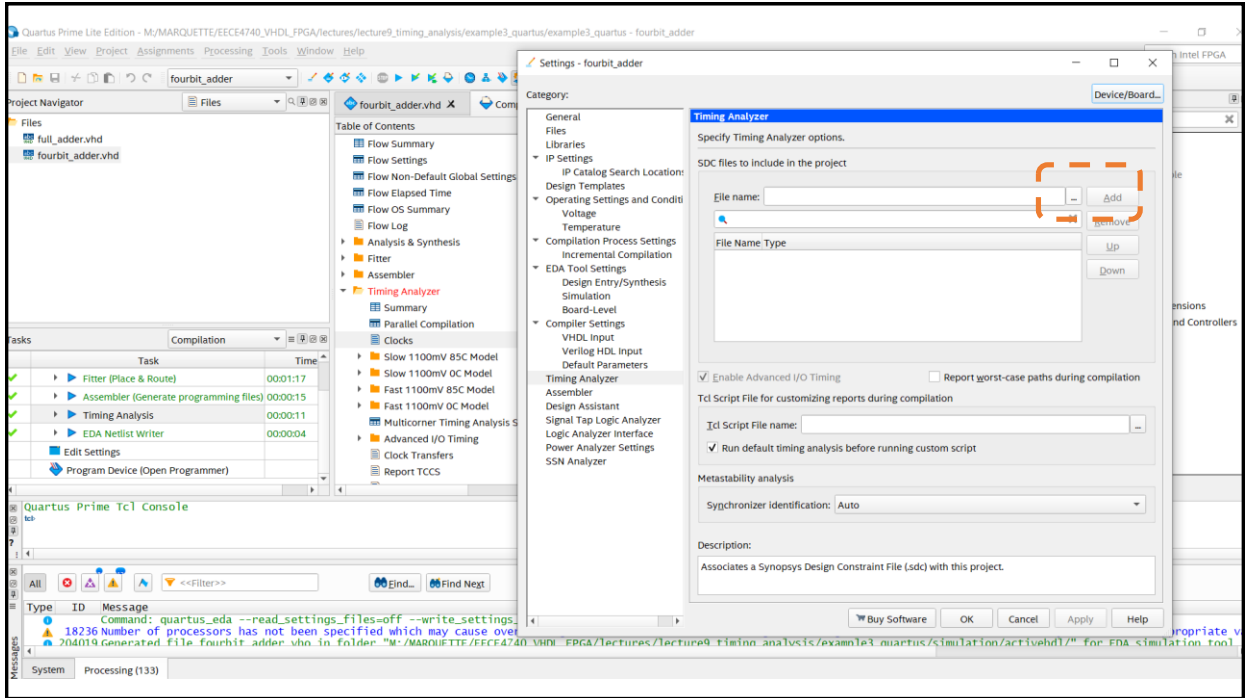 Quartus Prime Lite Edition - M:/MARQUETTE/EECE4740_VHDL_FPGA/lectures/lecture9_timing_analysis/example3_quartus/example3_quartus - fourbit_adder
File Edit View Project Assignments Processing Tools Window Help
Intel FPGA
fourbit_adder
Project Navigator
Files
Files
full_adder.vhd
fourbit_adder.vhd
fourbit_adder.vhd
Table of Contents
Flow Summary
Flow Settings
Flow Non-Default Global Settings
Flow Elapsed Time
Flow OS Summary
Flow Log
Analysis & Synthesis
Fitter
Assembler
Timing Analyzer
Summary
Parallel Compilation
Clocks
Slow 1100mV 85C Model
Slow 1100mV 0C Model
Fast 1100mV 85C Model
Fast 1100mV 0C Model
Multicorner Timing Analysis S
Advanced I/O Timing
Clock Transfers
Report TCCS
Tasks
Compilation
Task Time
Fitter (Place & Route) 00:01:17
Assembler (Generate programming files) 00:00:15
Timing Analysis 00:00:11
EDA Netlist Writer 00:00:04
Edit Settings
Program Device (Open Programmer)
Settings - fourbit_adder
Category:
Device/Board...
General
Files
Libraries
IP Settings
IP Catalog Search Locations
Design Templates
Operating Settings and Conditi
Voltage
Temperature
Compilation Process Settings
Incremental Compilation
EDA Tool Settings
Design Entry/Synthesis
Simulation
Board-Level
Compiler Settings
VHDL Input
Verilog HDL Input
Default Parameters
Timing Analyzer
Assembler
Design Assistant
Signal Tap Logic Analyzer
Logic Analyzer Interface
Power Analyzer Settings
SSN Analyzer
Timing Analyzer
Specify Timing Analyzer options.
SDC files to include in the project
File name:
...
Add
Remove
File Name Type
Up
Down
Enable Advanced I/O Timing
Report worst-case paths during compilation
Tcl Script File for customizing reports during compilation
Tcl Script File name:
...
Run default timing analysis before running custom script
Metastability analysis
Synchronizer identification: Auto
Description:
Associates a Synopsys Design Constraint File (.sdc) with this project.
Buy Software OK Cancel Apply Help
ensions
nd Controllers
Quartus Prime Tcl Console
tcl>
All
<<Filter>>
Find...
Find Next
Type ID Message
Command: quartus_eda --read_settings_files=off --write_settings_
18236 Number of processors has not been specified which may cause over
propriate va
204019 Generated file fourbit_adder.vho in folder "M:/MARQUETTE/EECE4740_VHDL_FPGA/lectures/lecture9_timing_analysis/example3_quartus/simulation/activehdl/" for EDA simulation tool
Messages
System
Processing (133)